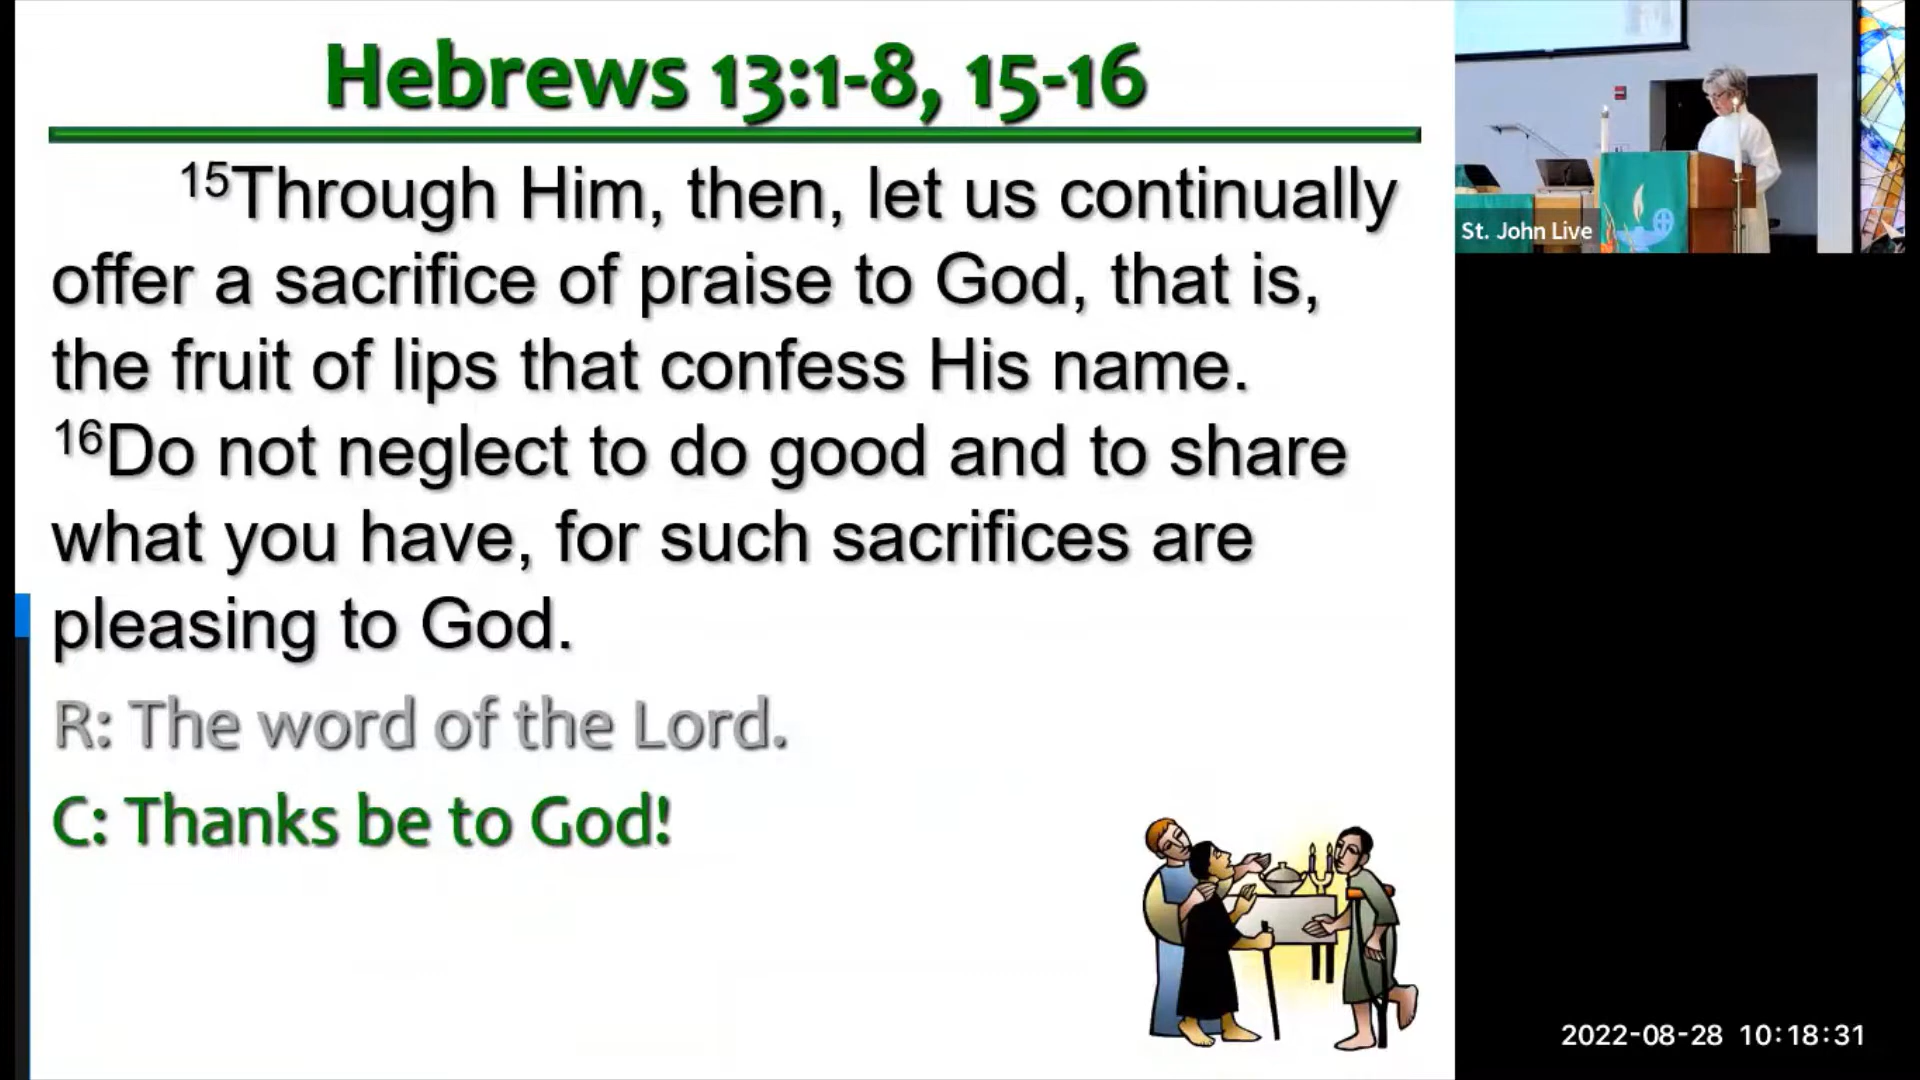 Hebrews 13:1-8, 15-16
15Through Him, then, let us continually
offer a sacrifice of praise to God, that is,
the fruit of lips that confess His name.
16Do not neglect to do good and to share
what you have, for such sacrifices are
pleasing to God.
R: The word of the Lord.
C: Thanks be to God!
St. John Live
2022-08-28 10:18:31